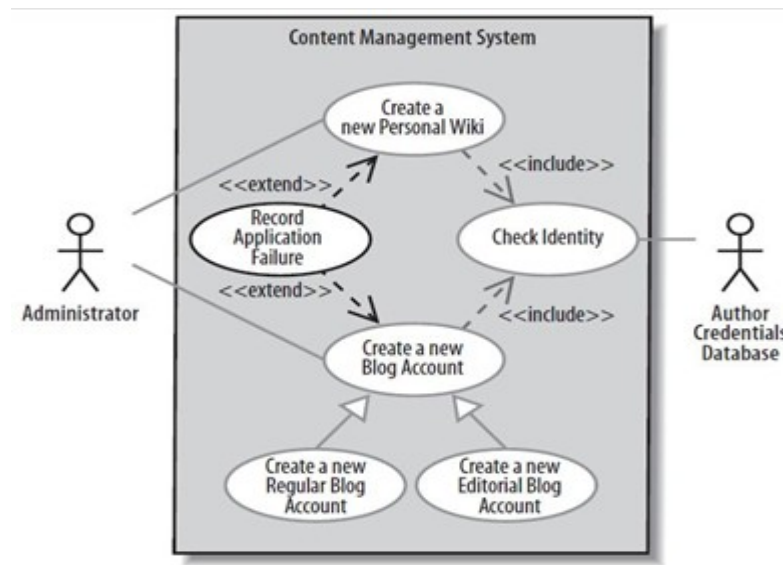 Content Management System
Create a
new Personal Wiki
<<extend>>
<<include>>
Record
Application
Failure
Check Identity
Administrator
<<extend>>
<<include>>
Author
Credentials
Database
Create a new
Blog Account
Create a new
Regular Blog
Account
Create a new
Editorial Blog
Account